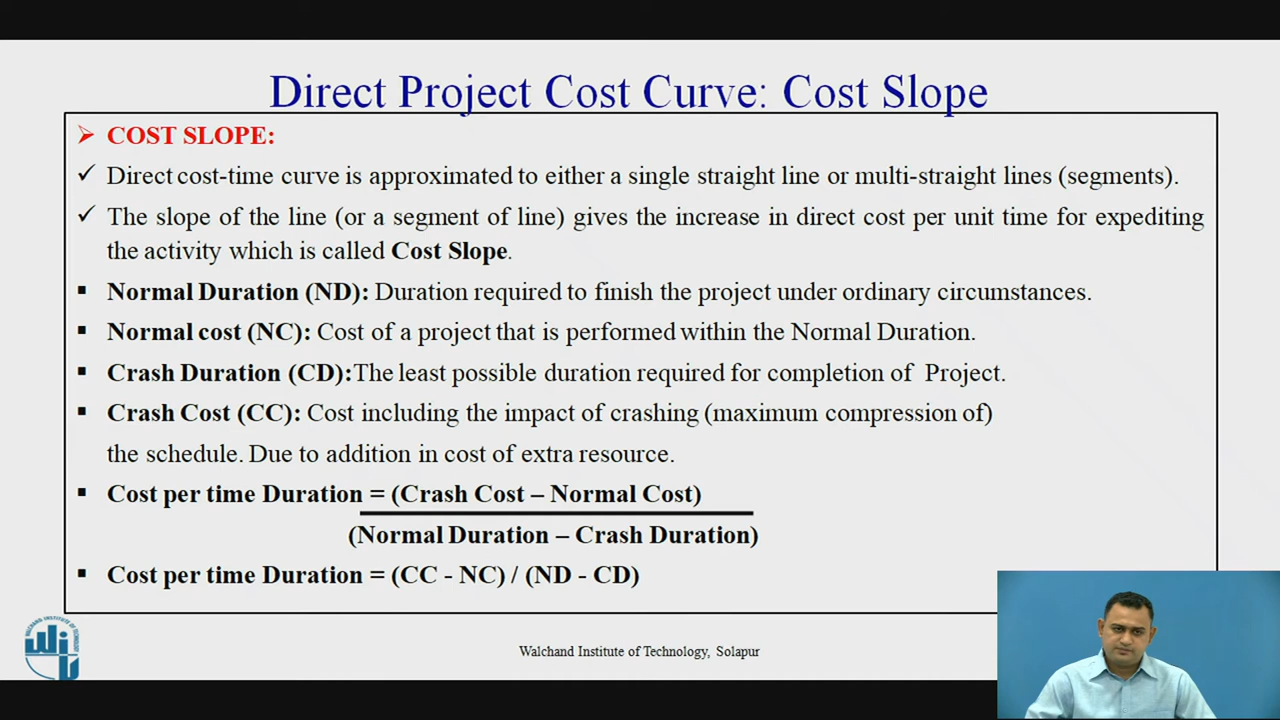 Direct Project Cost Curve: Cost Slope
➢ COST SLOPE:
✓ Direct cost-time curve is approximated to either a single straight line or multi-straight lines (segments).
✓ The slope of the line (or a segment of line) gives the increase in direct cost per unit time for expediting
the activity which is called Cost Slope.
▪ Normal Duration (ND): Duration required to finish the project under ordinary circumstances.
▪ Normal cost (NC): Cost of a project that is performed within the Normal Duration.
▪ Crash Duration (CD):The least possible duration required for completion of Project.
▪ Crash Cost (CC): Cost including the impact of crashing (maximum compression of)
the schedule. Due to addition in cost of extra resource.
▪ Cost per time Duration = (Crash Cost – Normal Cost)
(Normal Duration – Crash Duration)
▪ Cost per time Duration = (CC - NC) / (ND - CD)
WALCHAND INSTITUTE OF TECHNOLOGY
WIT
Walchand Institute of Technology, Solapur